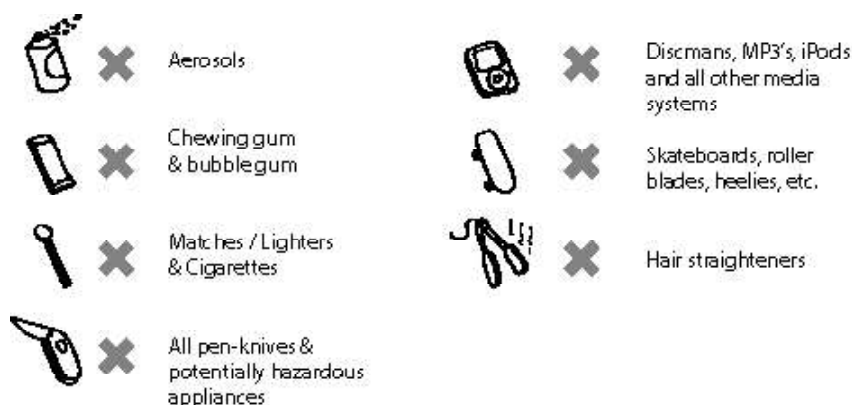 Aerosols
Chewing gum
& bubblegum
Matches / Lighters
& Cigarettes
All pen-knives &
potentially hazardous
appliances
Discmans, MP3's, iPods
and all other media
systems
Skateboards, roller
blades, heelies, etc.
Hair straighteners